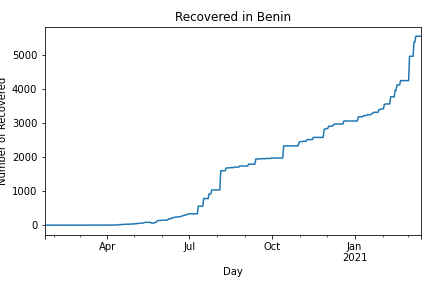 Recovered in Benin
Number of Recovered
5000
4000
3000
2000
1000
0
Apr
Jul
Oct
Jan
2021
Day